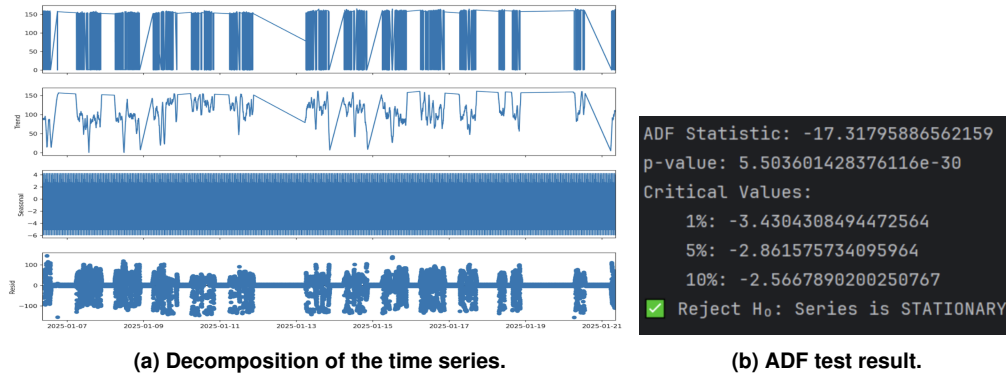 150
100
50
0
150
100
50
0
Trend
4
2
0
−2
−4
−6
Seasonal
100
0
−100
Resid
2025-01-07 2025-01-09 2025-01-11 2025-01-13 2025-01-15 2025-01-17 2025-01-19 2025-01-21
(a) Decomposition of the time series.
ADF Statistic: -17.31795886562159
p-value: 5.503601428376116e-30
Critical Values:
1%: -3.4304308494472564
5%: -2.861575734095964
10%: -2.5667890200250767
✅ Reject H₀: Series is STATIONARY
(b) ADF test result.